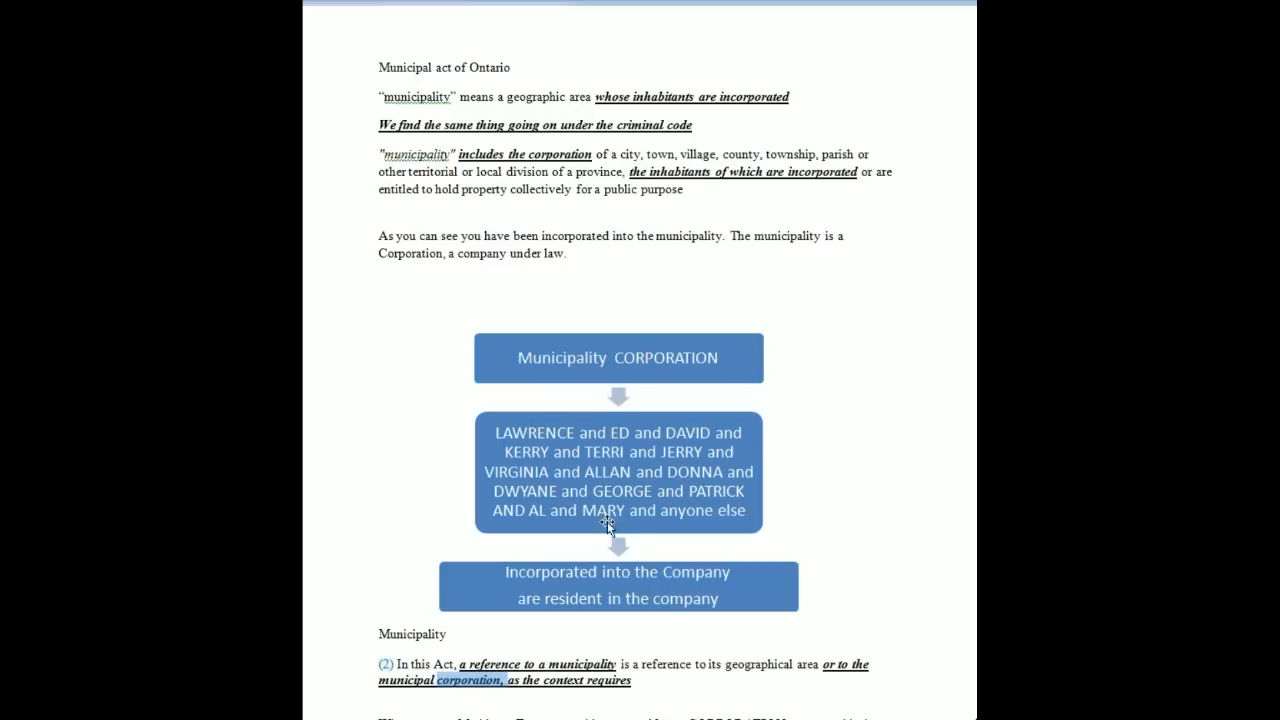 Municipal act of Ontario
“municipality” means a geographic area whose inhabitants are incorporated
We find the same thing going on under the criminal code
"municipality" includes the corporation of a city, town, village, county, township, parish or
other territorial or local division of a province, the inhabitants of which are incorporated or are
entitled to hold property collectively for a public purpose
As you can see you have been incorporated into the municipality. The municipality is a
Corporation, a company under law.
Municipality CORPORATION
LAWRENCE and ED and DAVID and
KERRY and TERRI and JERRY and
VIRGINIA and ALLAN and DONNA and
DWYANE and GEORGE and PATRICK
AND AL and MARY and anyone else
Incorporated into the Company
are resident in the company
Municipality
(2) In this Act, a reference to a municipality is a reference to its geographical area or to the
municipal corporation, as the context requires